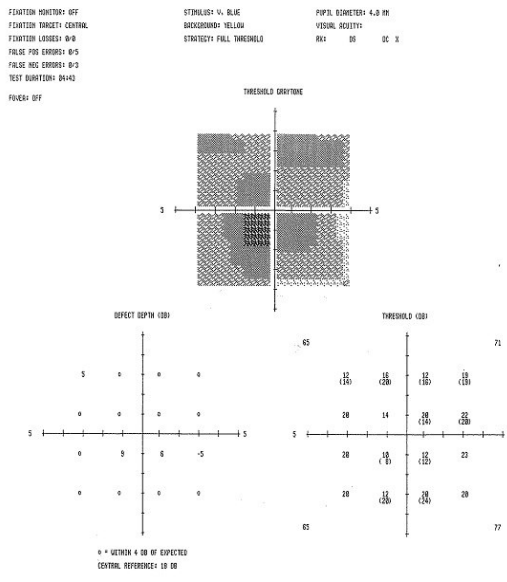 FIXATION MONITOR: OFF
FIXATION TARGET: CENTRAL
FIXATION LOSSES: 0/0
FALSE POS ERRORS: 0/5
FALSE NEG ERRORS: 0/3
TEST DURATION: 04:43
FOVEA: OFF
STIMULUS: V, BLUE
BACKGROUND: YELLOW
STRATEGY: FULL THRESHOLD
PUPIL DIAMETER: 4.0 MM
VISUAL ACUITY:
RX: DS DC X
THRESHOLD GRAYTONE
5 5
DEFECT DEPTH (DB)
5 0 0 0
0 0 0 0
5 5
0 9 6 -5
0 0 0 0
0 = WITHIN 4 DB OF EXPECTED
CENTRAL REFERENCE: 19 DB
THRESHOLD (DB)
65 71
12 16 12 19
(14) (20) (16) (19)
20 14 20 22
(14) (20)
5 5
20 10 12 23
(8) (12)
20 12 20 20
(20) (24)
65 77